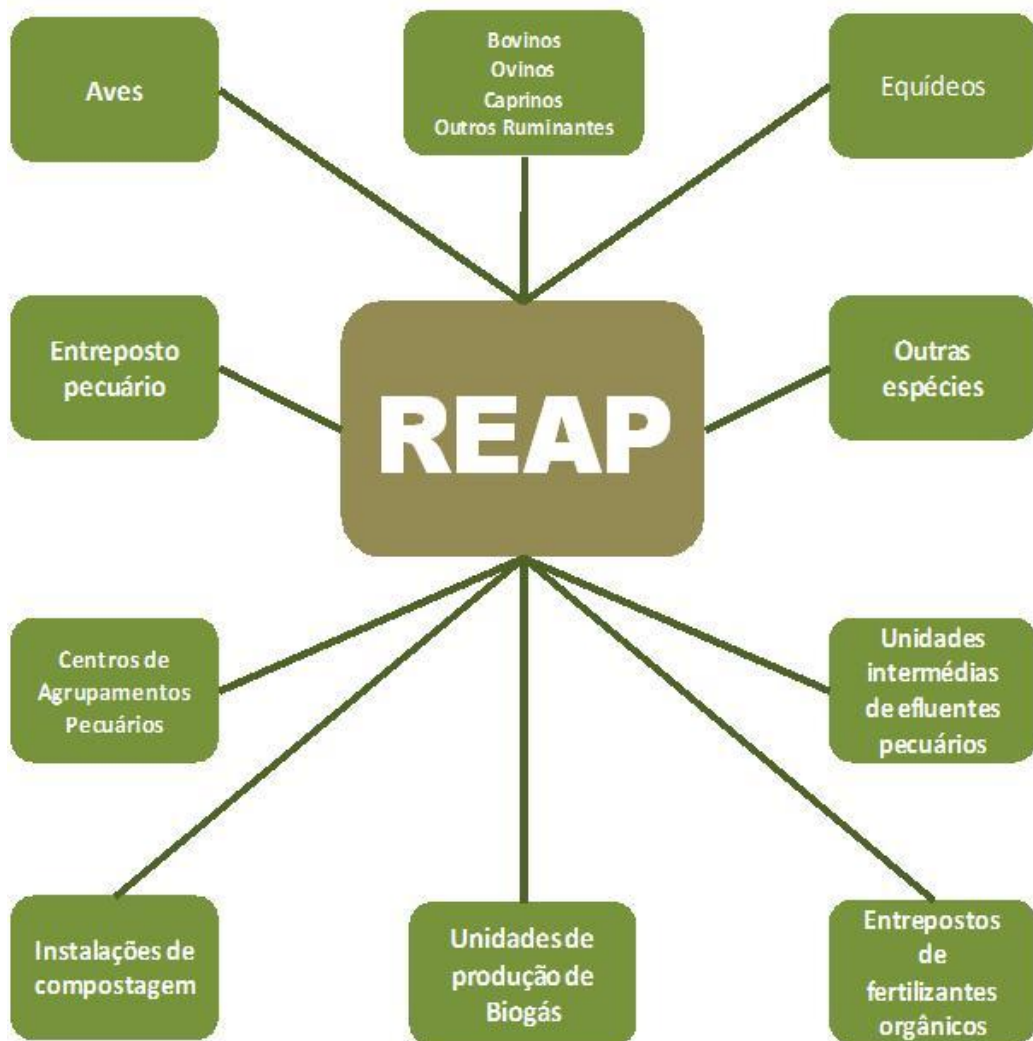 Aves
Bovinos
Ovinos
Caprinos
Outros Ruminantes
Equídeos
Entreposto
pecuário
REAP
Outras
espécies
Centros de
Agrupamentos
Pecuários
Unidades
intermédias
de efluentes
pecuários
Instalações de
compostagem
Unidades de
produção de
Biogás
Entrepostos
de
fertilizantes
orgânicos